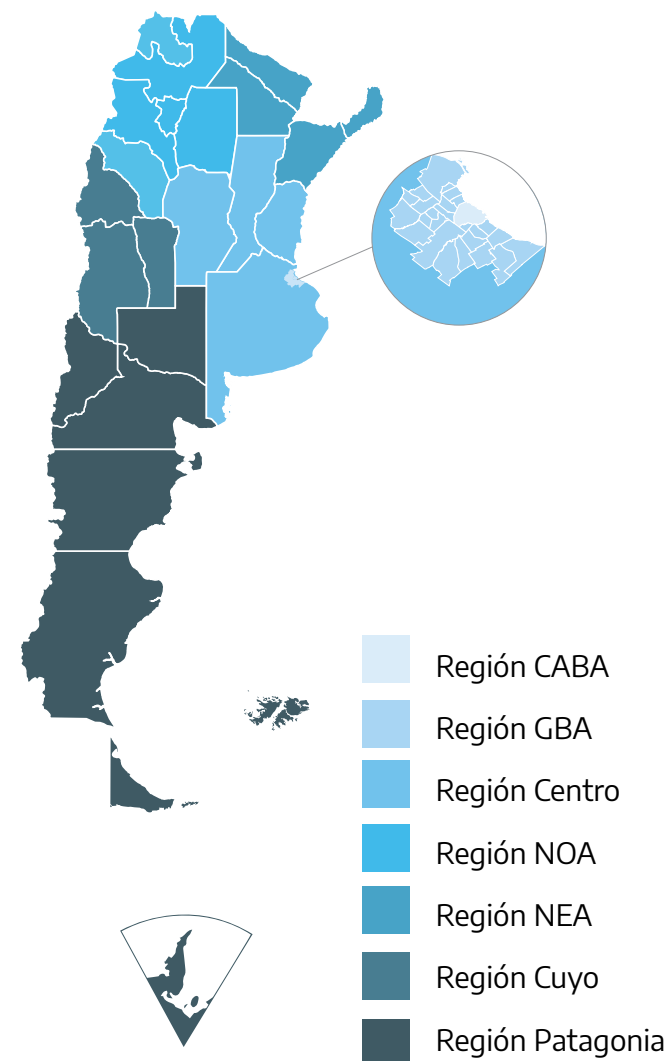 Región CABA
Región GBA
Región Centro
Región NOA
Región NEA
Región Cuyo
Región Patagonia